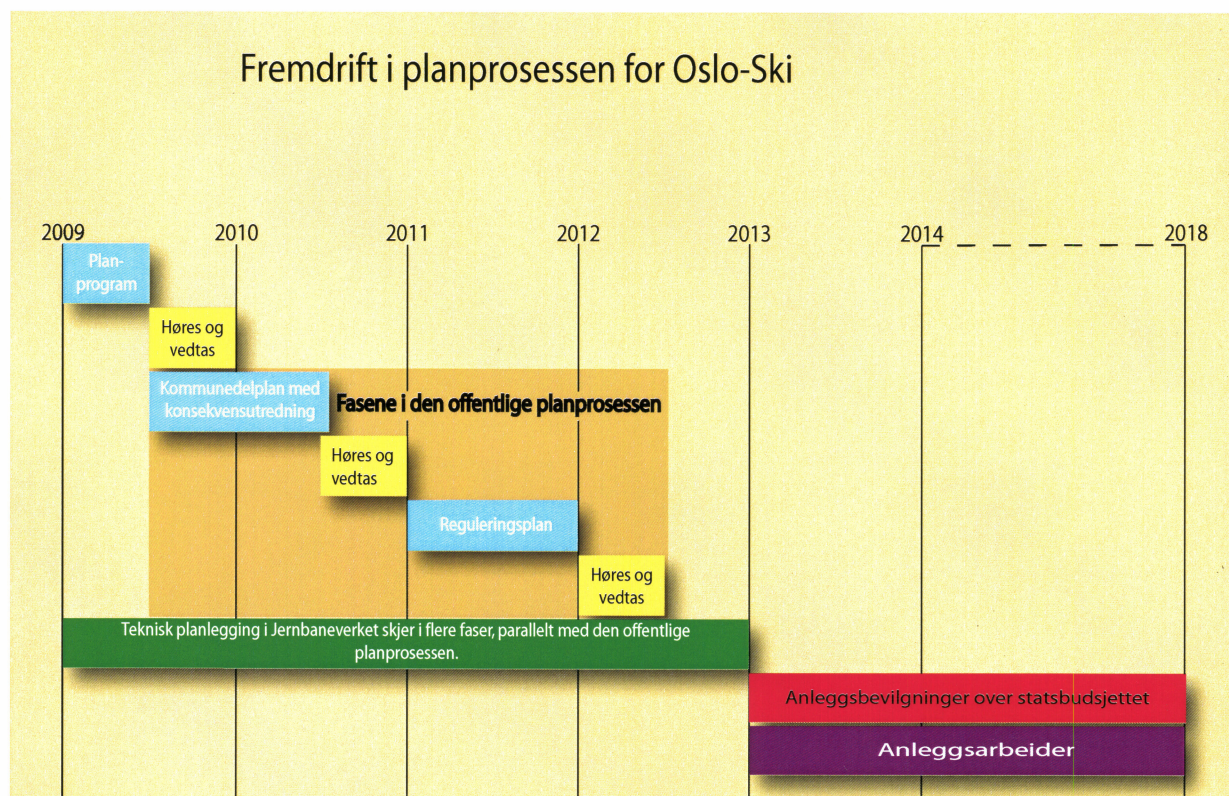 Fremdrift i planprosessen for Oslo-Ski
2009 2010 2011 2012 2013 2014 2018
Plan-
program
Høres og
vedtas
Kommunedelplan med
konsekvensutredning
Fasene i den offentlige planprosessen
Høres og
vedtas
Reguleringsplan
Høres og
vedtas
Teknisk planlegging i Jernbaneverket skjer i flere faser, parallelt med den offentlige
planprosessen.
Anleggsbevilgninger over statsbudsjettet
Anleggsarbeider